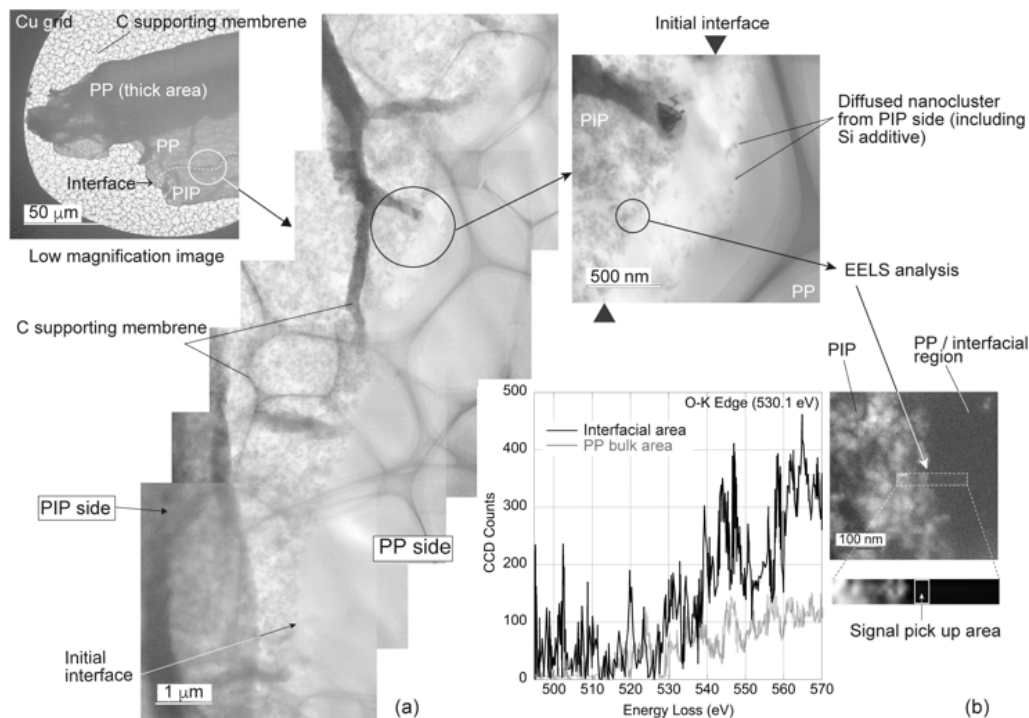 Cu grid
C supporting membrene
PP (thick area)
PP
Interface
PIP
50 μm
Low magnification image
C supporting membrene
PIP side
PP side
Initial
interface
1 μm
(a)
Initial interface
PIP
Diffused nanocluster
from PIP side (including
Si additive)
500 nm
PP
EELS analysis
PIP
PP / interfacial
region
100 nm
Signal pick up area
O-K Edge (530.1 eV)
Interfacial area
PP bulk area
CCD Counts
500
400
300
200
100
0
500 510 520 530 540 550 560 570
Energy Loss (eV)
(b)